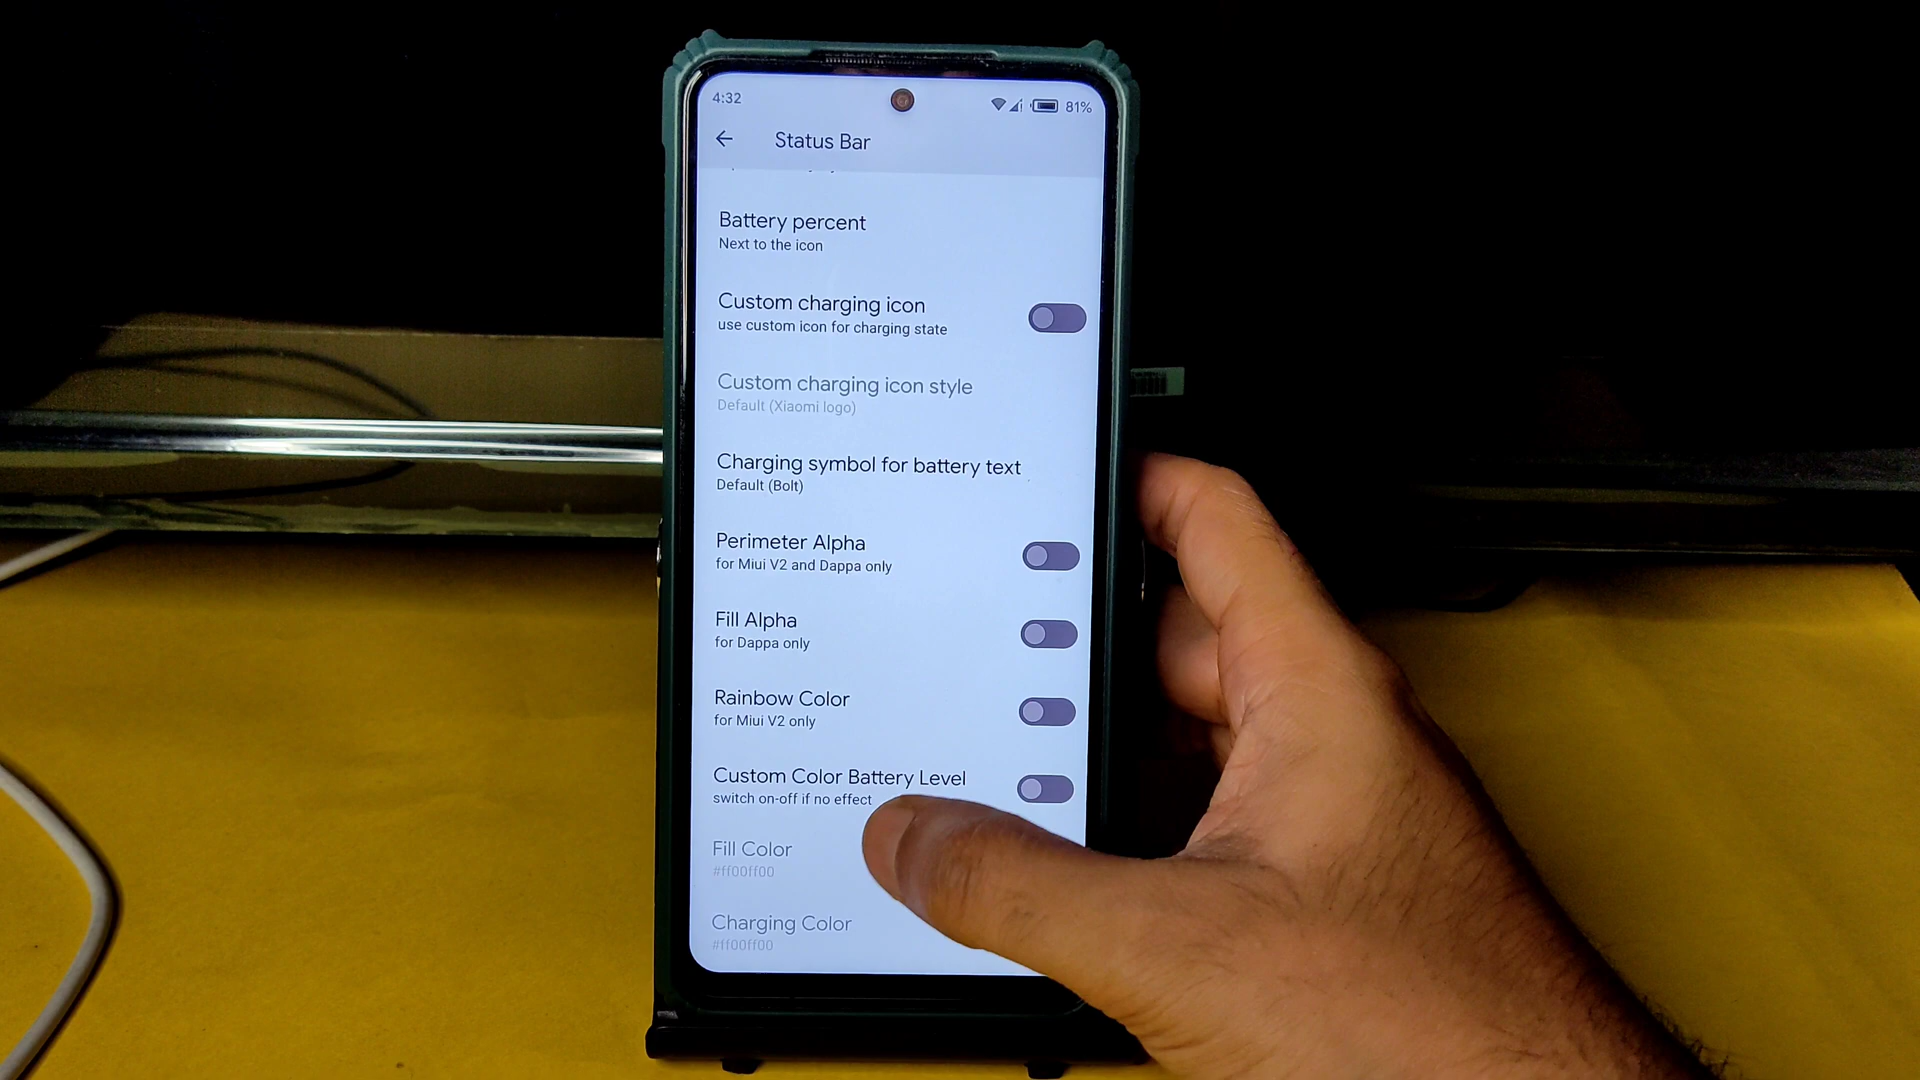 4:32
81%
Status Bar
Battery percent
Next to the icon
Custom charging icon
use custom icon for charging state
Custom charging icon style
Default (Xiaomi logo)
Charging symbol for battery text
Default (Bolt)
Perimeter Alpha
for Miui V2 and Dappa only
Fill Alpha
for Dappa only
Rainbow Color
for Miui V2 only
Custom Color Battery Level
switch on-off if no effect
Fill Color
#ff00ff00
Charging Color
#ff00ff00